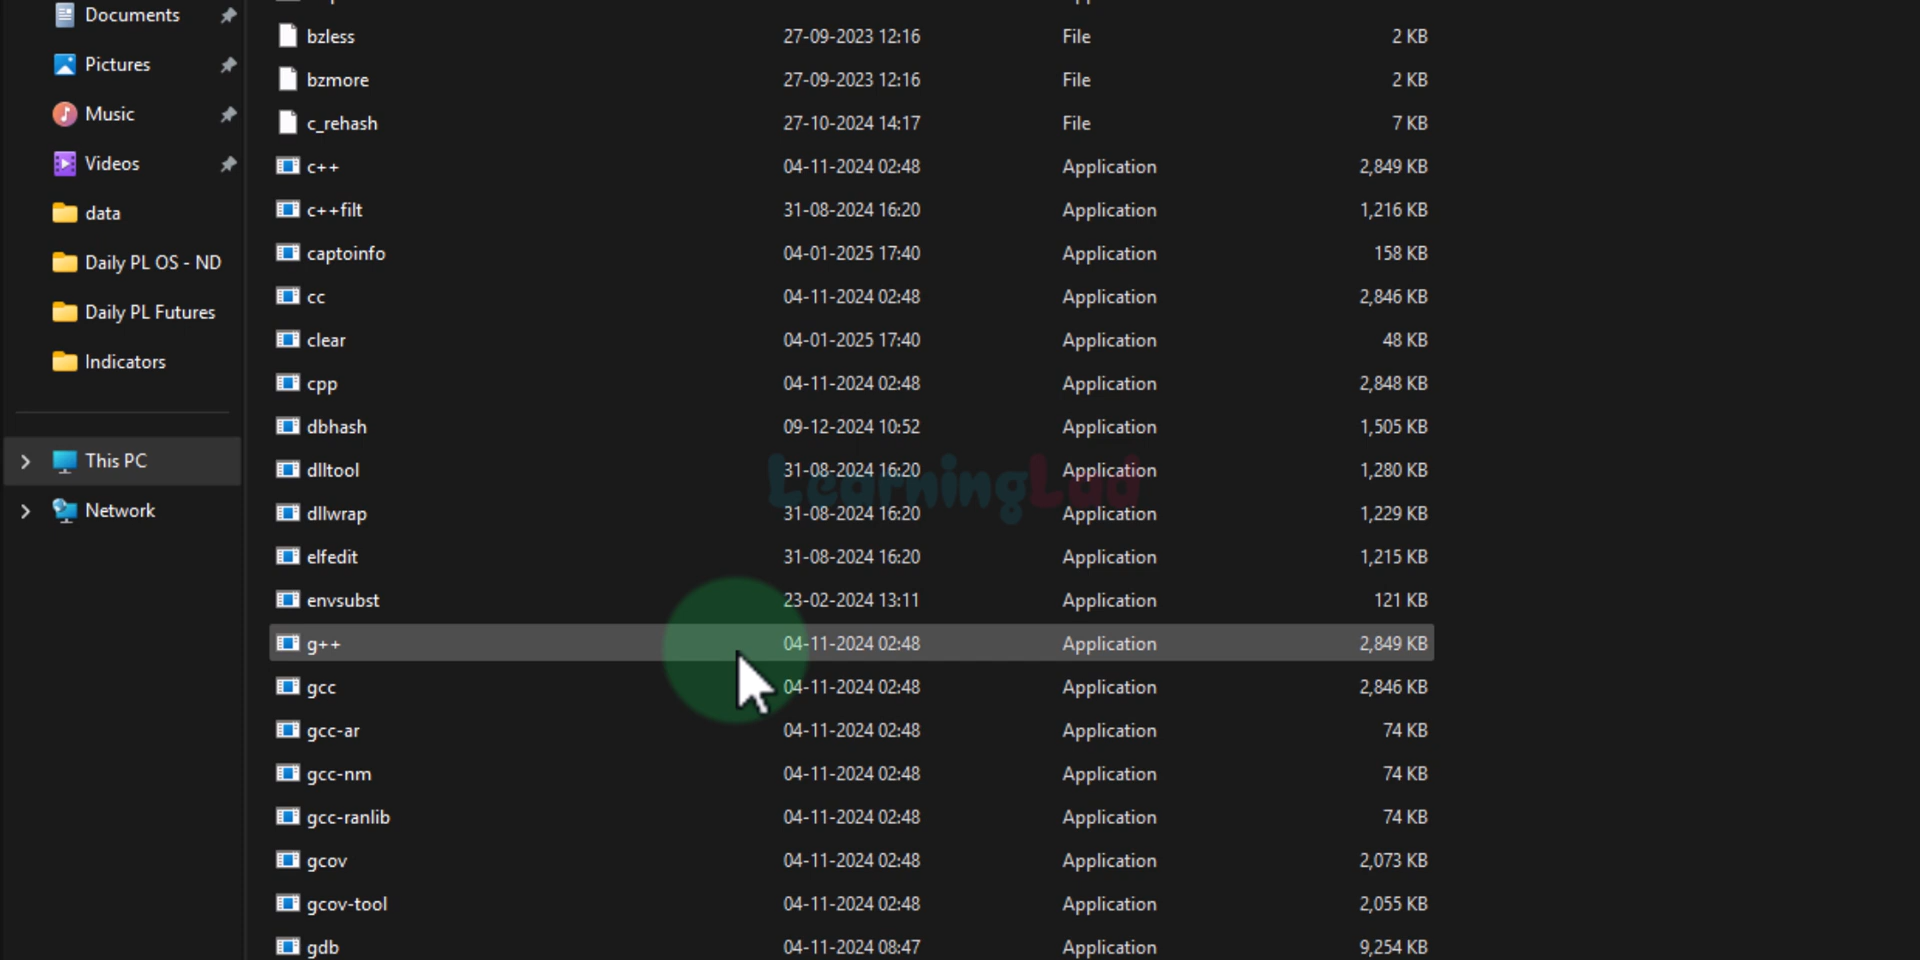 Documents
Pictures
Music
Videos
data
Daily PL OS - ND
Daily PL Futures
Indicators
This PC
Network
bzless 27-09-2023 12:16 File 2 KB
bzmore 27-09-2023 12:16 File 2 KB
c_rehash 27-10-2024 14:17 File 7 KB
c++ 04-11-2024 02:48 Application 2,849 KB
c++filt 31-08-2024 16:20 Application 1,216 KB
captoinfo 04-01-2025 17:40 Application 158 KB
cc 04-11-2024 02:48 Application 2,846 KB
clear 04-01-2025 17:40 Application 48 KB
cpp 04-11-2024 02:48 Application 2,848 KB
dbhash 09-12-2024 10:52 Application 1,505 KB
dlltool 31-08-2024 16:20 Application 1,280 KB
LearningLad
dllwrap 31-08-2024 16:20 Application 1,229 KB
elfedit 31-08-2024 16:20 Application 1,215 KB
envsubst 23-02-2024 13:11 Application 121 KB
g++ 04-11-2024 02:48 Application 2,849 KB
gcc 04-11-2024 02:48 Application 2,846 KB
gcc-ar 04-11-2024 02:48 Application 74 KB
gcc-nm 04-11-2024 02:48 Application 74 KB
gcc-ranlib 04-11-2024 02:48 Application 74 KB
gcov 04-11-2024 02:48 Application 2,073 KB
gcov-tool 04-11-2024 02:48 Application 2,055 KB
gdb 04-11-2024 08:47 Application 9,254 KB